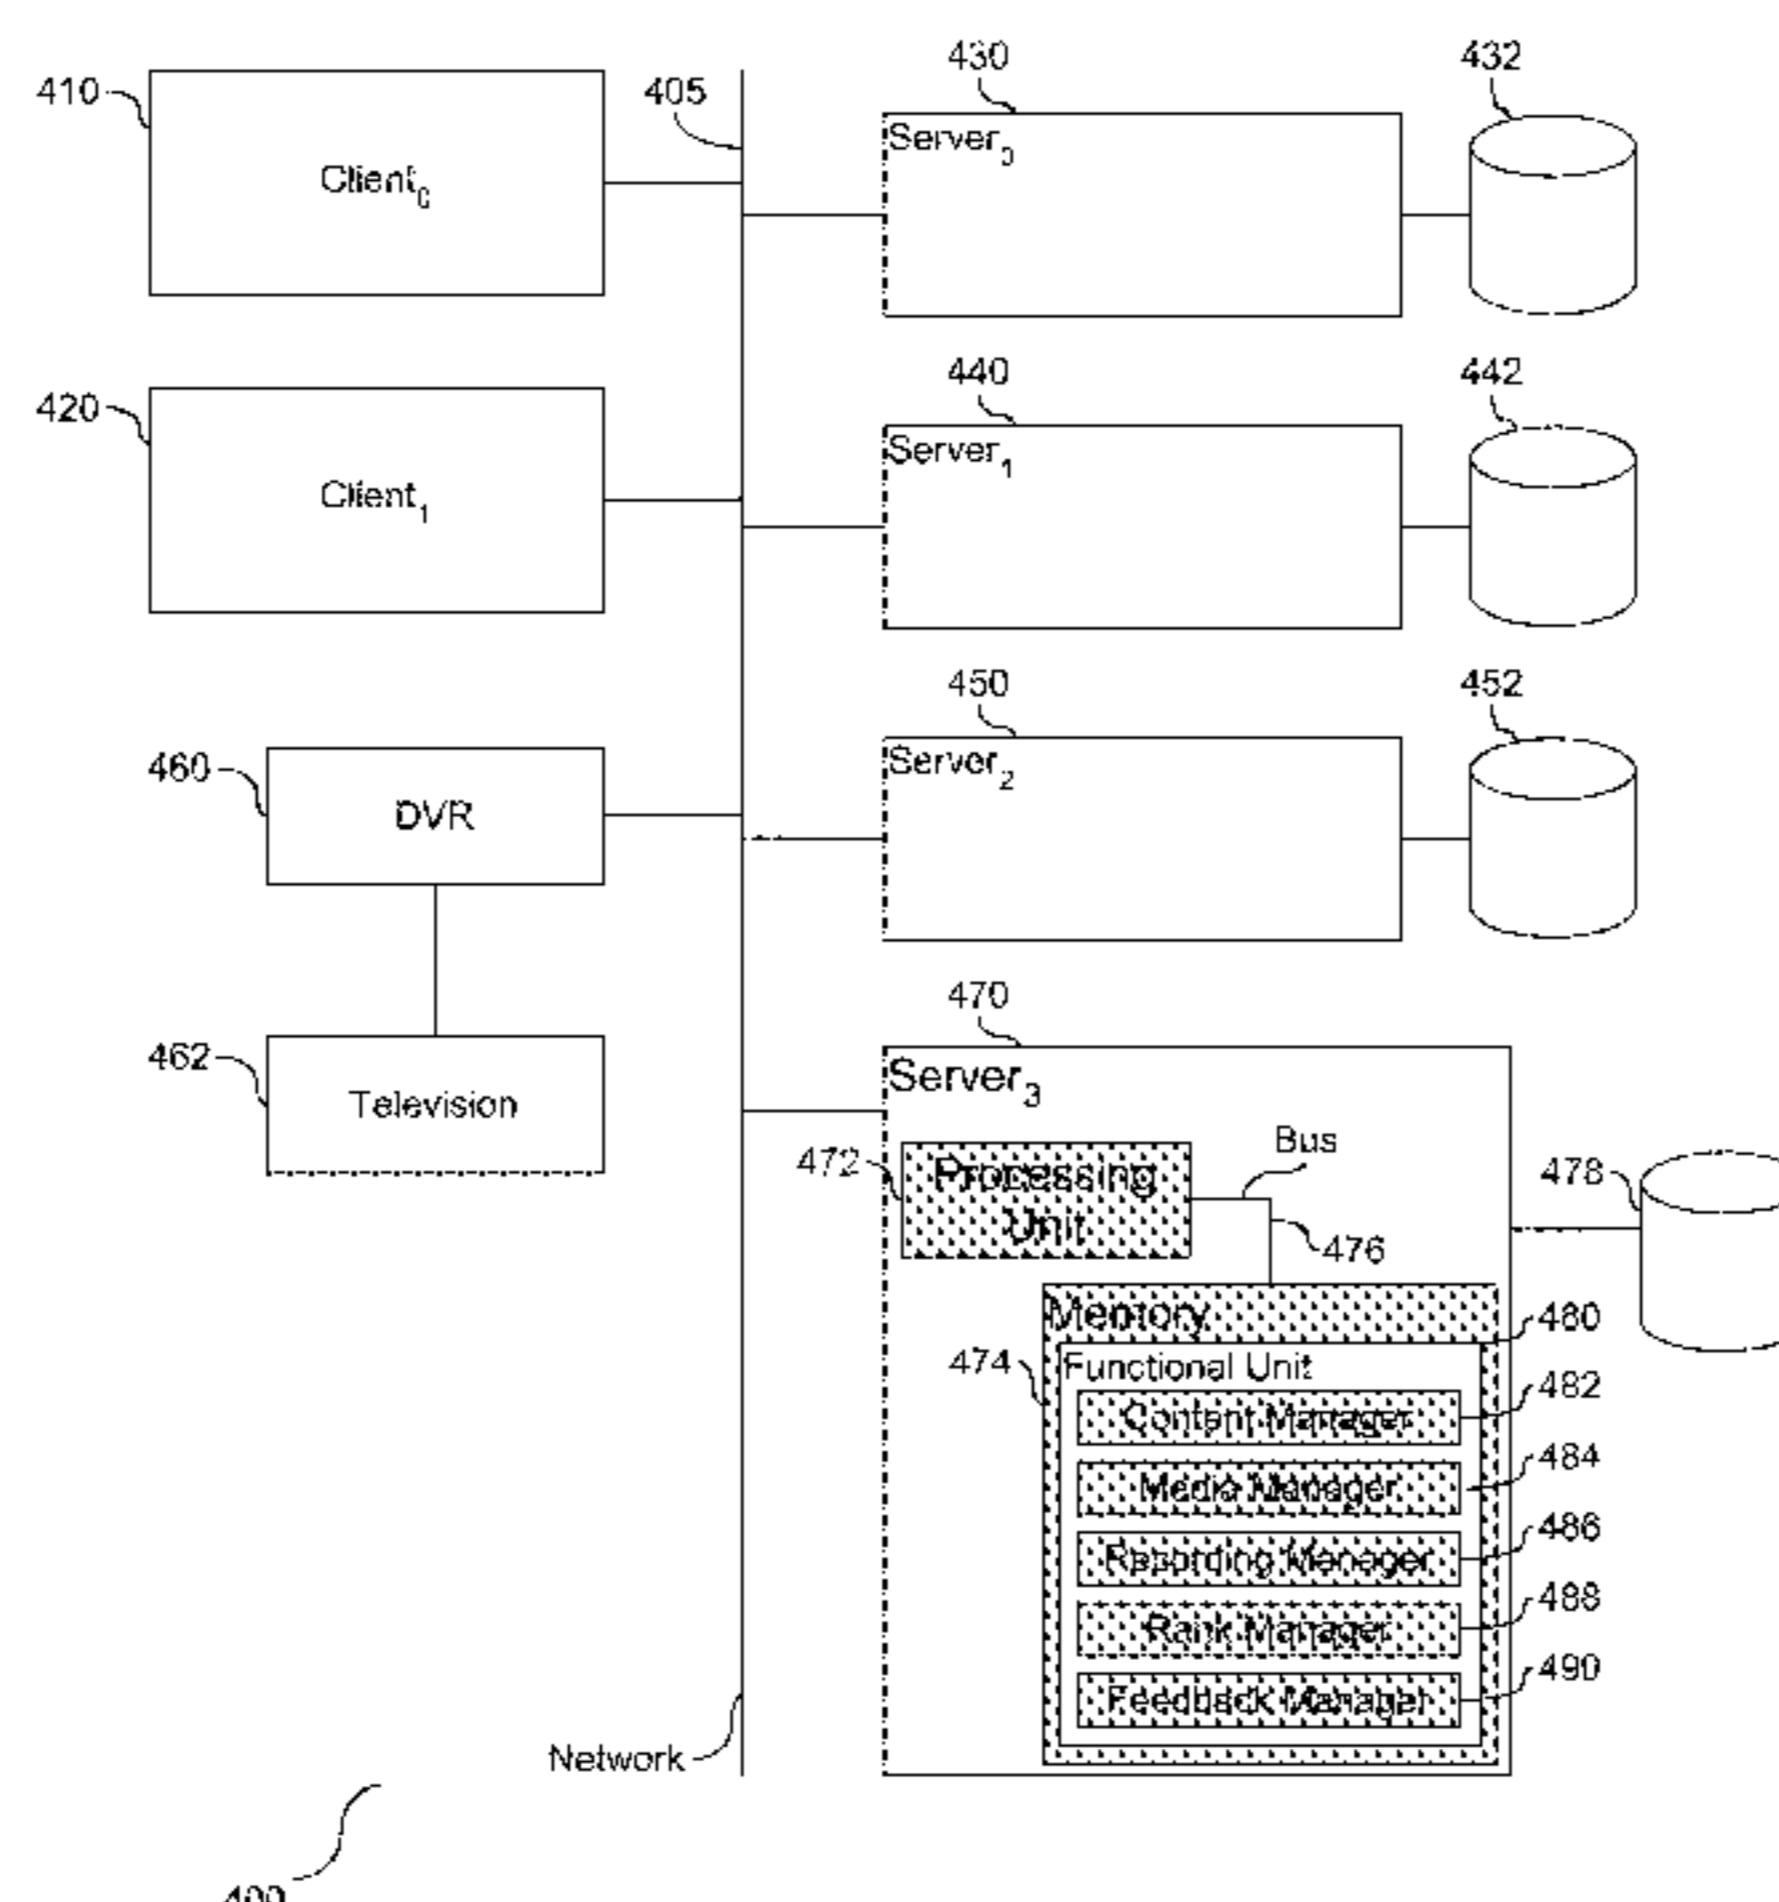 430
432
410
405
Server0
Client0
440
442
420
Server1
Client1
450
452
460
Server2
DVR
470
462
Server3
Television
Bus
472
Processing
Unit
478
476
Memory
480
474
Functional Unit
482
Content Manager
484
Media Manager
486
Recording Manager
488
Rank Manager
490
Feedback Manager
Network
400